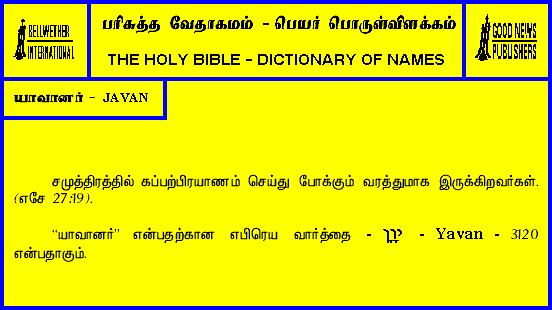 BELLWETHER
INTERNATIONAL
பரிசுத்த வேதாகமம் - பெயர் பொருள்விளக்கம்
THE HOLY BIBLE - DICTIONARY OF NAMES
GOOD NEWS
PUBLISHERS
யாவானர் - JAVAN
சமுத்திரத்தில் கப்பற்பிரயாணம் செய்து போக்கும் வரத்துமாக இருக்கிறவர்கள்.
(எசே 27:19).
“யாவானர்” என்பதற்கான எபிரெய வார்த்தை - יָוָן - Yavan - 3120
என்பதாகும்.